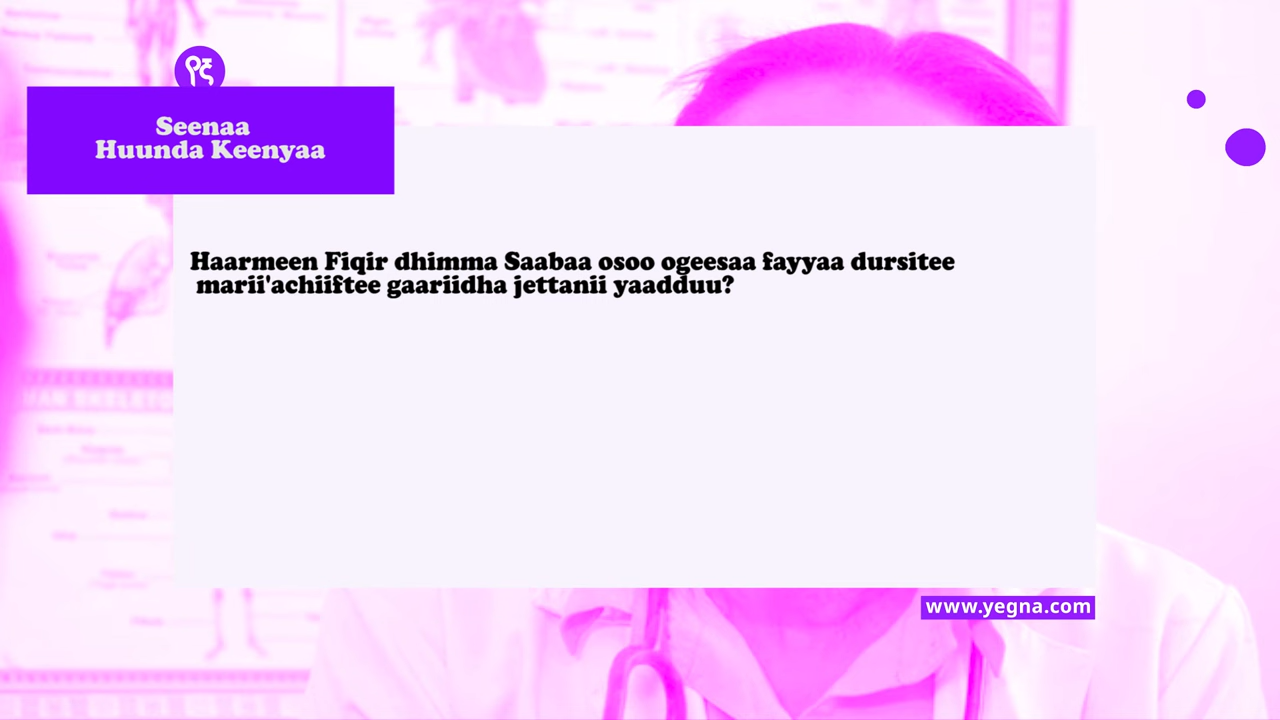 Seenaa
Huunda Keenyaa
Haarmeen Fiqir dhimma Saabaa osoo ogeesaa fayyaa dursitee
marii'achiiftee gaariidha jettanii yaadduu?
www.yegna.com